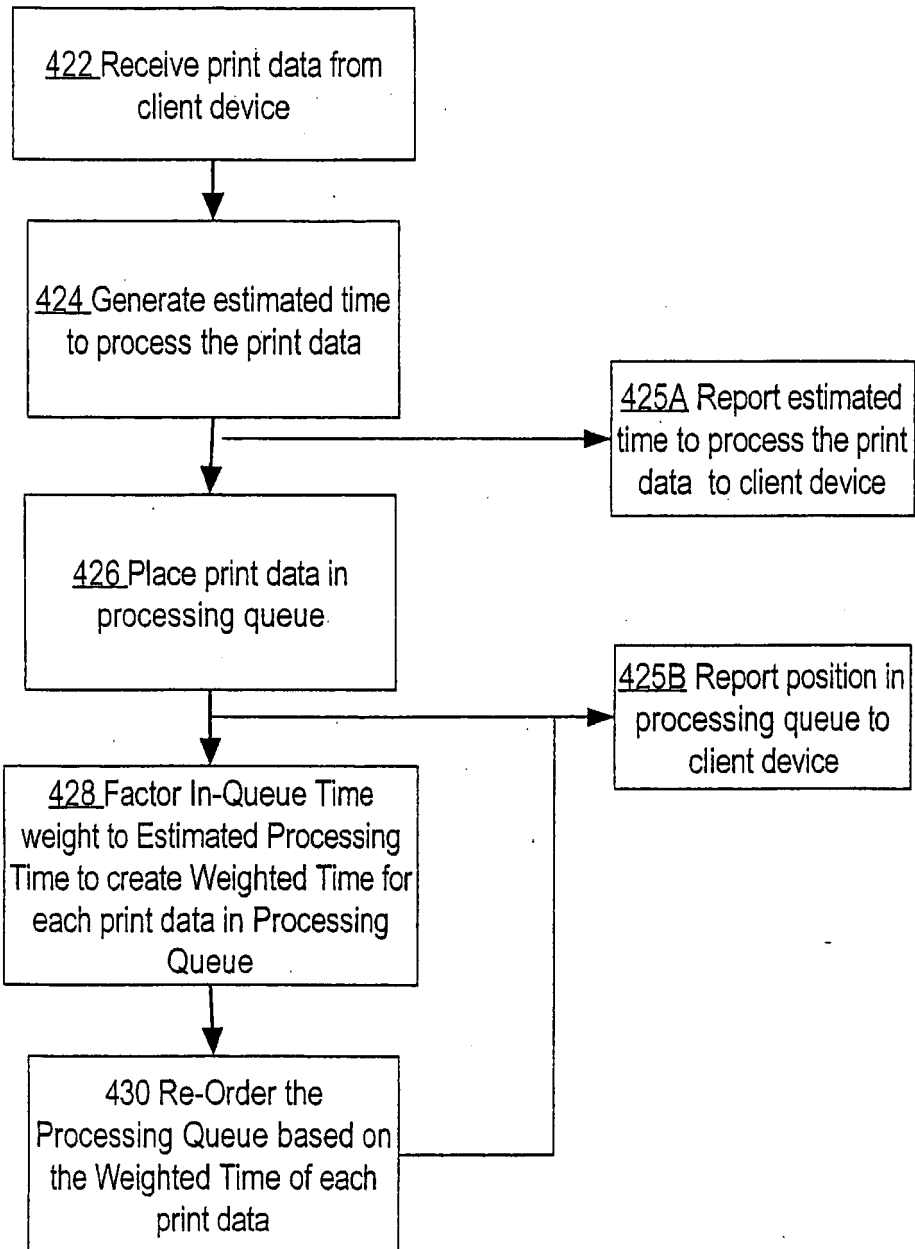 422 Receive print data from
client device
424 Generate estimated time
to process the print data
425A Report estimated
time to process the print
data to client device
426 Place print data in
processing queue
425B Report position in
processing queue to
client device
428 Factor In-Queue Time
weight to Estimated Processing
Time to create Weighted Time for
each print data in Processing
Queue
430 Re-Order the
Processing Queue based on
the Weighted Time of each
print data